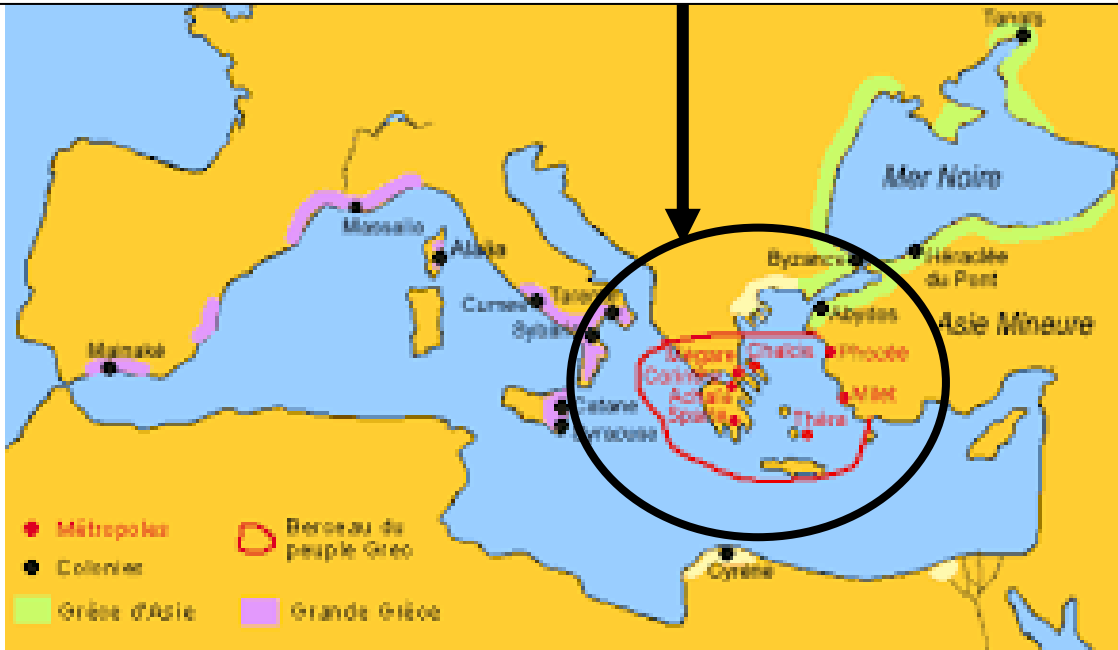 Tanaïs
Mer Noire
Massalia
Alalia
Byzance
Héraclée
du Pont
Cumes
Tarente
Abydos
Asie Mineure
Sybaris
Mégare
Chalcis
Phocée
Mainaké
Corinthe
Achaïe
Milet
Catane
Sparte
Théra
Syracuse
Métropoles
Berceau du
peuple Grec
Colonies
Cyrène
Grèce d'Asie
Grande Grèce